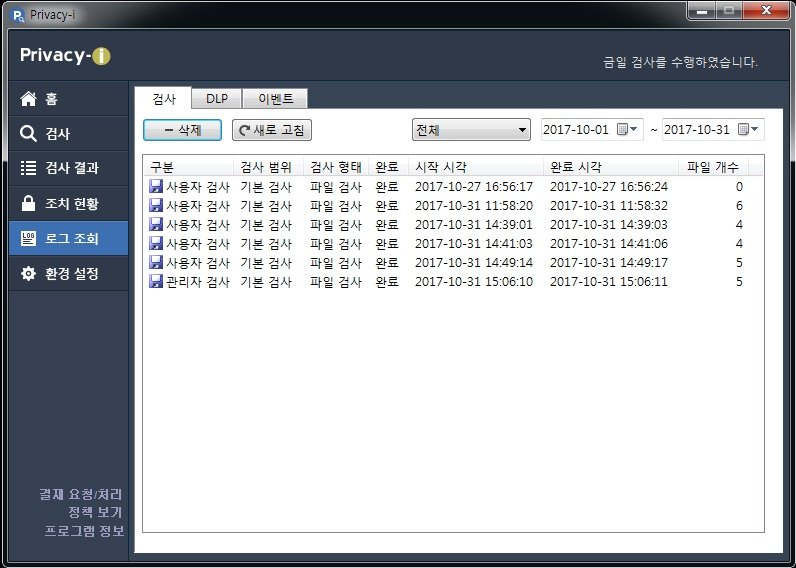 Privacy-i
Privacy-i
금일 검사를 수행하였습니다.
홈
검사
검사 결과
조치 현황
LOG 로그 조회
환경 설정
결재 요청/처리
정책 보기
프로그램 정보
검사 DLP 이벤트
삭제 새로 고침 전체 2017-10-01 ~ 2017-10-31
구분 검사 범위 검사 형태 완료 시작 시각 완료 시각 파일 개수
사용자 검사 기본 검사 파일 검사 완료 2017-10-27 16:56:17 2017-10-27 16:56:24 0
사용자 검사 기본 검사 파일 검사 완료 2017-10-31 11:58:20 2017-10-31 11:58:32 6
사용자 검사 기본 검사 파일 검사 완료 2017-10-31 14:39:01 2017-10-31 14:39:03 4
사용자 검사 기본 검사 파일 검사 완료 2017-10-31 14:41:03 2017-10-31 14:41:06 4
사용자 검사 기본 검사 파일 검사 완료 2017-10-31 14:49:14 2017-10-31 14:49:17 5
관리자 검사 기본 검사 파일 검사 완료 2017-10-31 15:06:10 2017-10-31 15:06:11 5